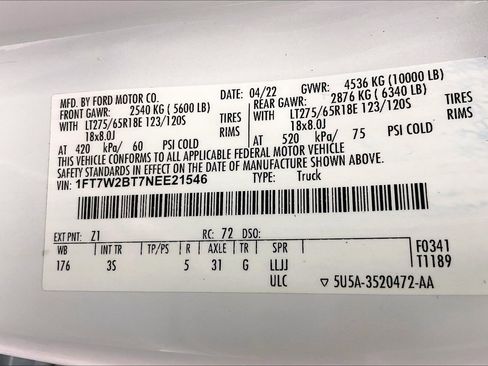 MFD. BY FORD MOTOR CO. DATE: 04/22 GVWR: 4536 KG (10000 LB)
FRONT GAWR: 2540 KG ( 5600 LB) REAR GAWR: 2876 KG ( 6340 LB)
WITH LT275/65R18E 123/120S TIRES WITH LT275/65R18E 123/120S TIRES
18x8.0J RIMS 18x8.0J RIMS
AT 420 kPa/ 60 PSI COLD AT 520 kPa/ 75 PSI COLD
THIS VEHICLE CONFORMS TO ALL APPLICABLE FEDERAL MOTOR VEHICLE
SAFETY STANDARDS IN EFFECT ON THE DATE OF MANUFACTURE SHOWN ABOVE.
VIN: 1FT7W2BT7NEE21546 TYPE: Truck
EXT PNT: Z1 RC: 72 DSO: F0341
WB INT TR TP/PS R AXLE TR SPR T1189
176 3S 5 31 G LLJJ
ULC ▽ 5U5A-3520472-AA